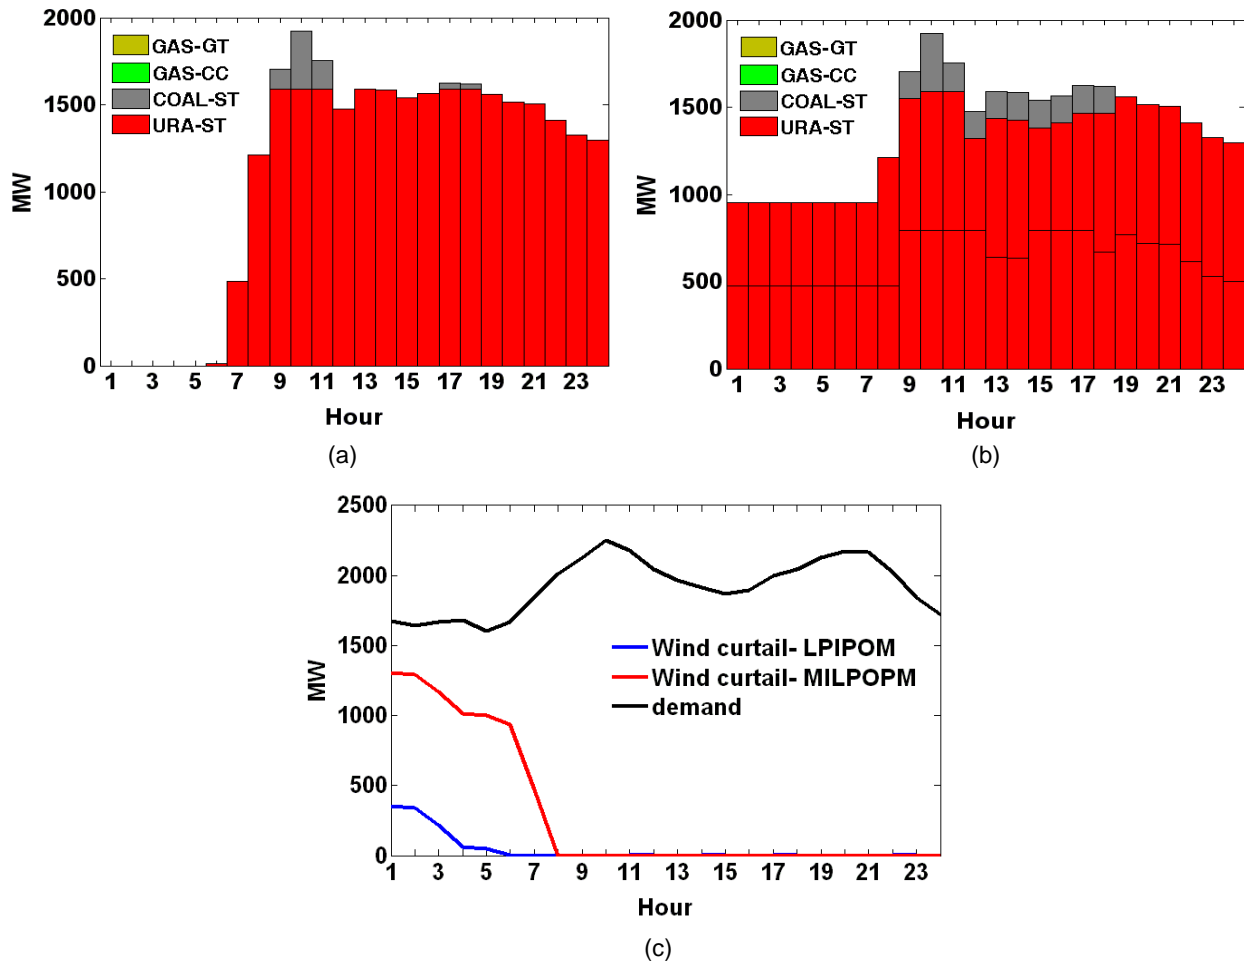 2000
1500
1000
500
0
MW
GAS-GT
GAS-CC
COAL-ST
URA-ST
1 3 5 7 9 11 13 15 17 19 21 23
Hour
(a)
2000
1500
1000
500
0
MW
GAS-GT
GAS-CC
COAL-ST
URA-ST
1 3 5 7 9 11 13 15 17 19 21 23
Hour
(b)
2500
2000
1500
1000
500
0
MW
Wind curtail- LPIPOM
Wind curtail- MILPOPM
demand
1 3 5 7 9 11 13 15 17 19 21 23
Hour
(c)